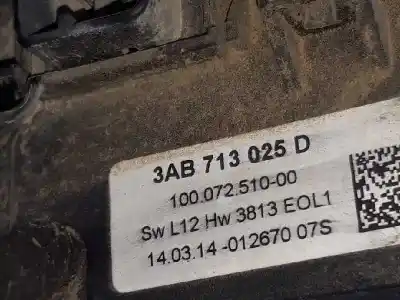 3AB 713 025 D
100.072.510-00
Sw L12 Hw 3813 EOL1
14.03.14 -012670 07S